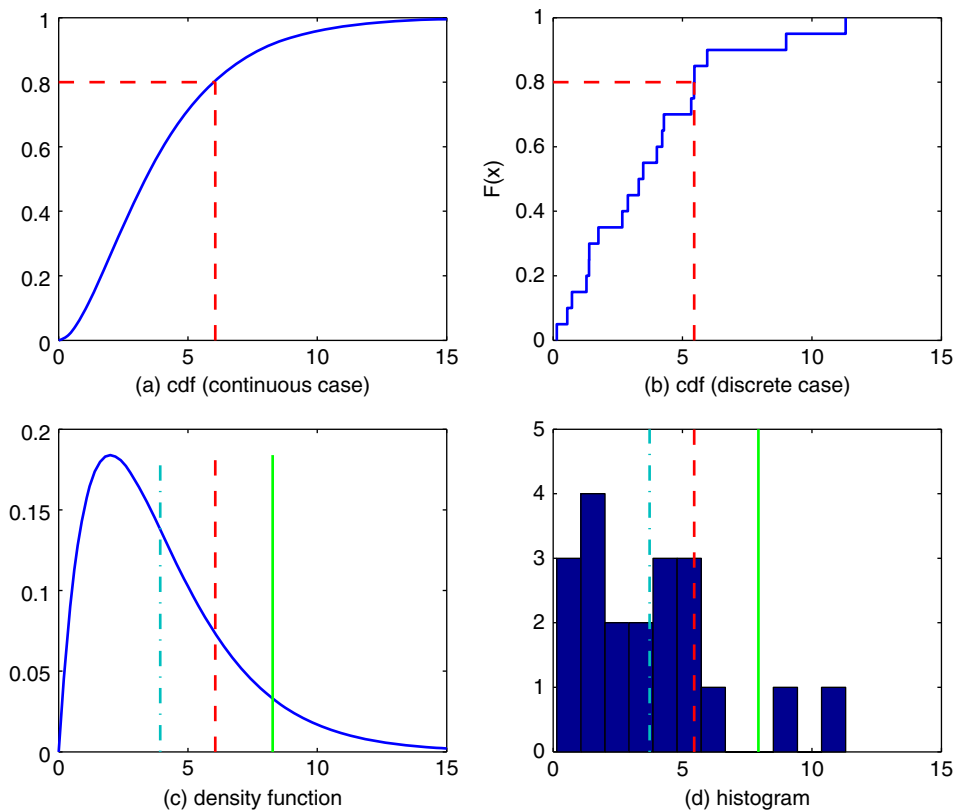 1
0.8
0.6
0.4
0.2
0
0 5 10 15
(a) cdf (continuous case)
F(x)
1
0.8
0.6
0.4
0.2
0
0 5 10 15
(b) cdf (discrete case)
0.2
0.15
0.1
0.05
0
0 5 10 15
(c) density function
5
4
3
2
1
0
0 5 10 15
(d) histogram